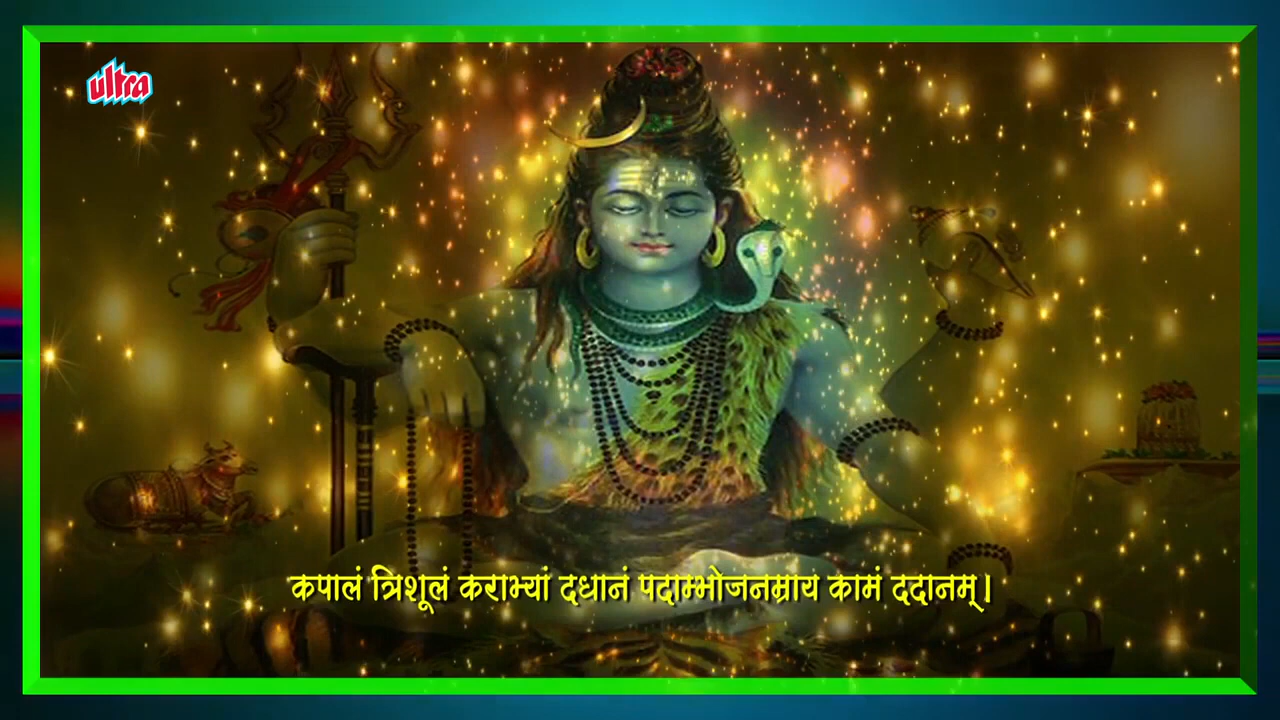 ultra
कपालं त्रिशूलं कराभ्यां दधानं पदाम्भोजनम्राय कामं ददानम्।